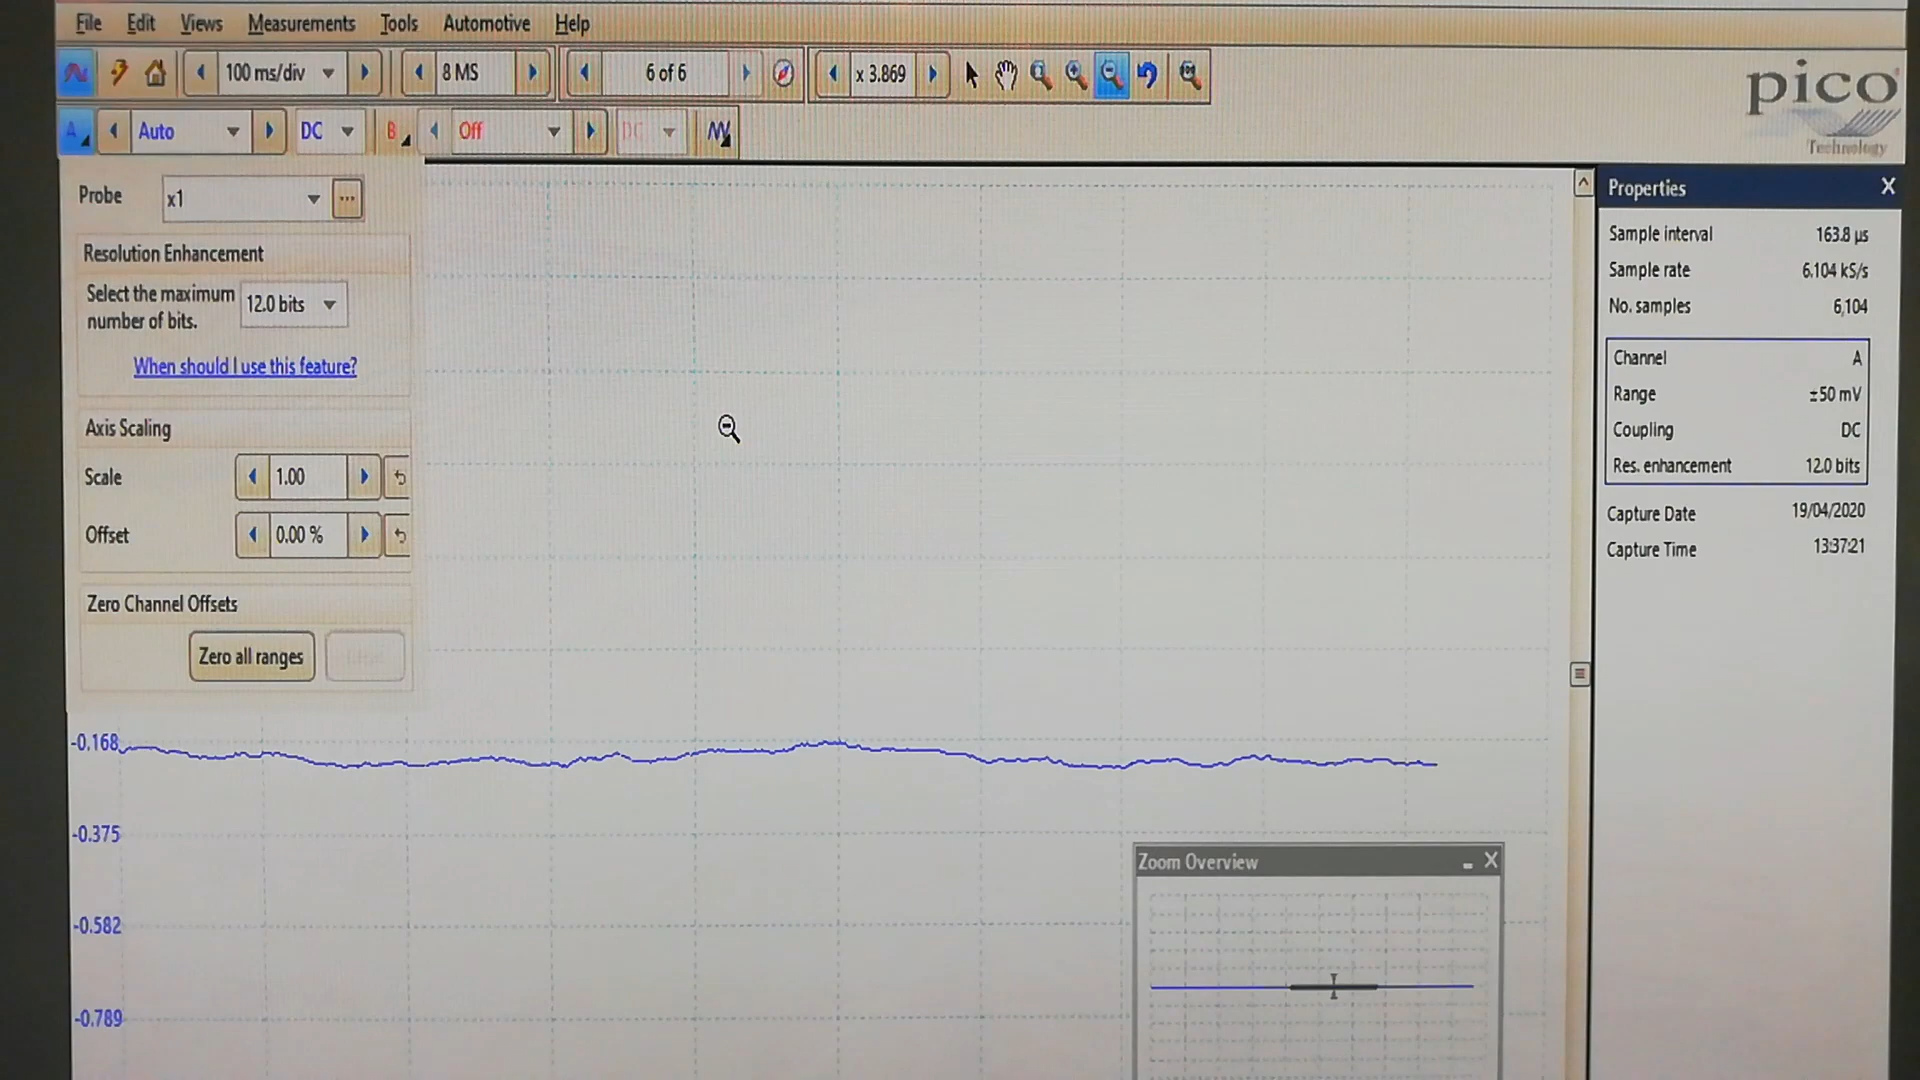 File Edit Views Measurements Tools Automotive Help
100 ms/div 8 MS 6 of 6 x 3.869
pico
Technology
A Auto DC B Off DC
Probe x1 ...
Resolution Enhancement
Select the maximum
number of bits.
12.0 bits
When should I use this feature?
Axis Scaling
Scale 1.00
Offset 0.00 %
Zero Channel Offsets
Zero all ranges
-0.168
-0.375
-0.582
-0.789
Zoom Overview
Properties
Sample interval 163.8 µs
Sample rate 6.104 kS/s
No. samples 6,104
Channel A
Range ±50 mV
Coupling DC
Res. enhancement 12.0 bits
Capture Date 19/04/2020
Capture Time 13:37:21